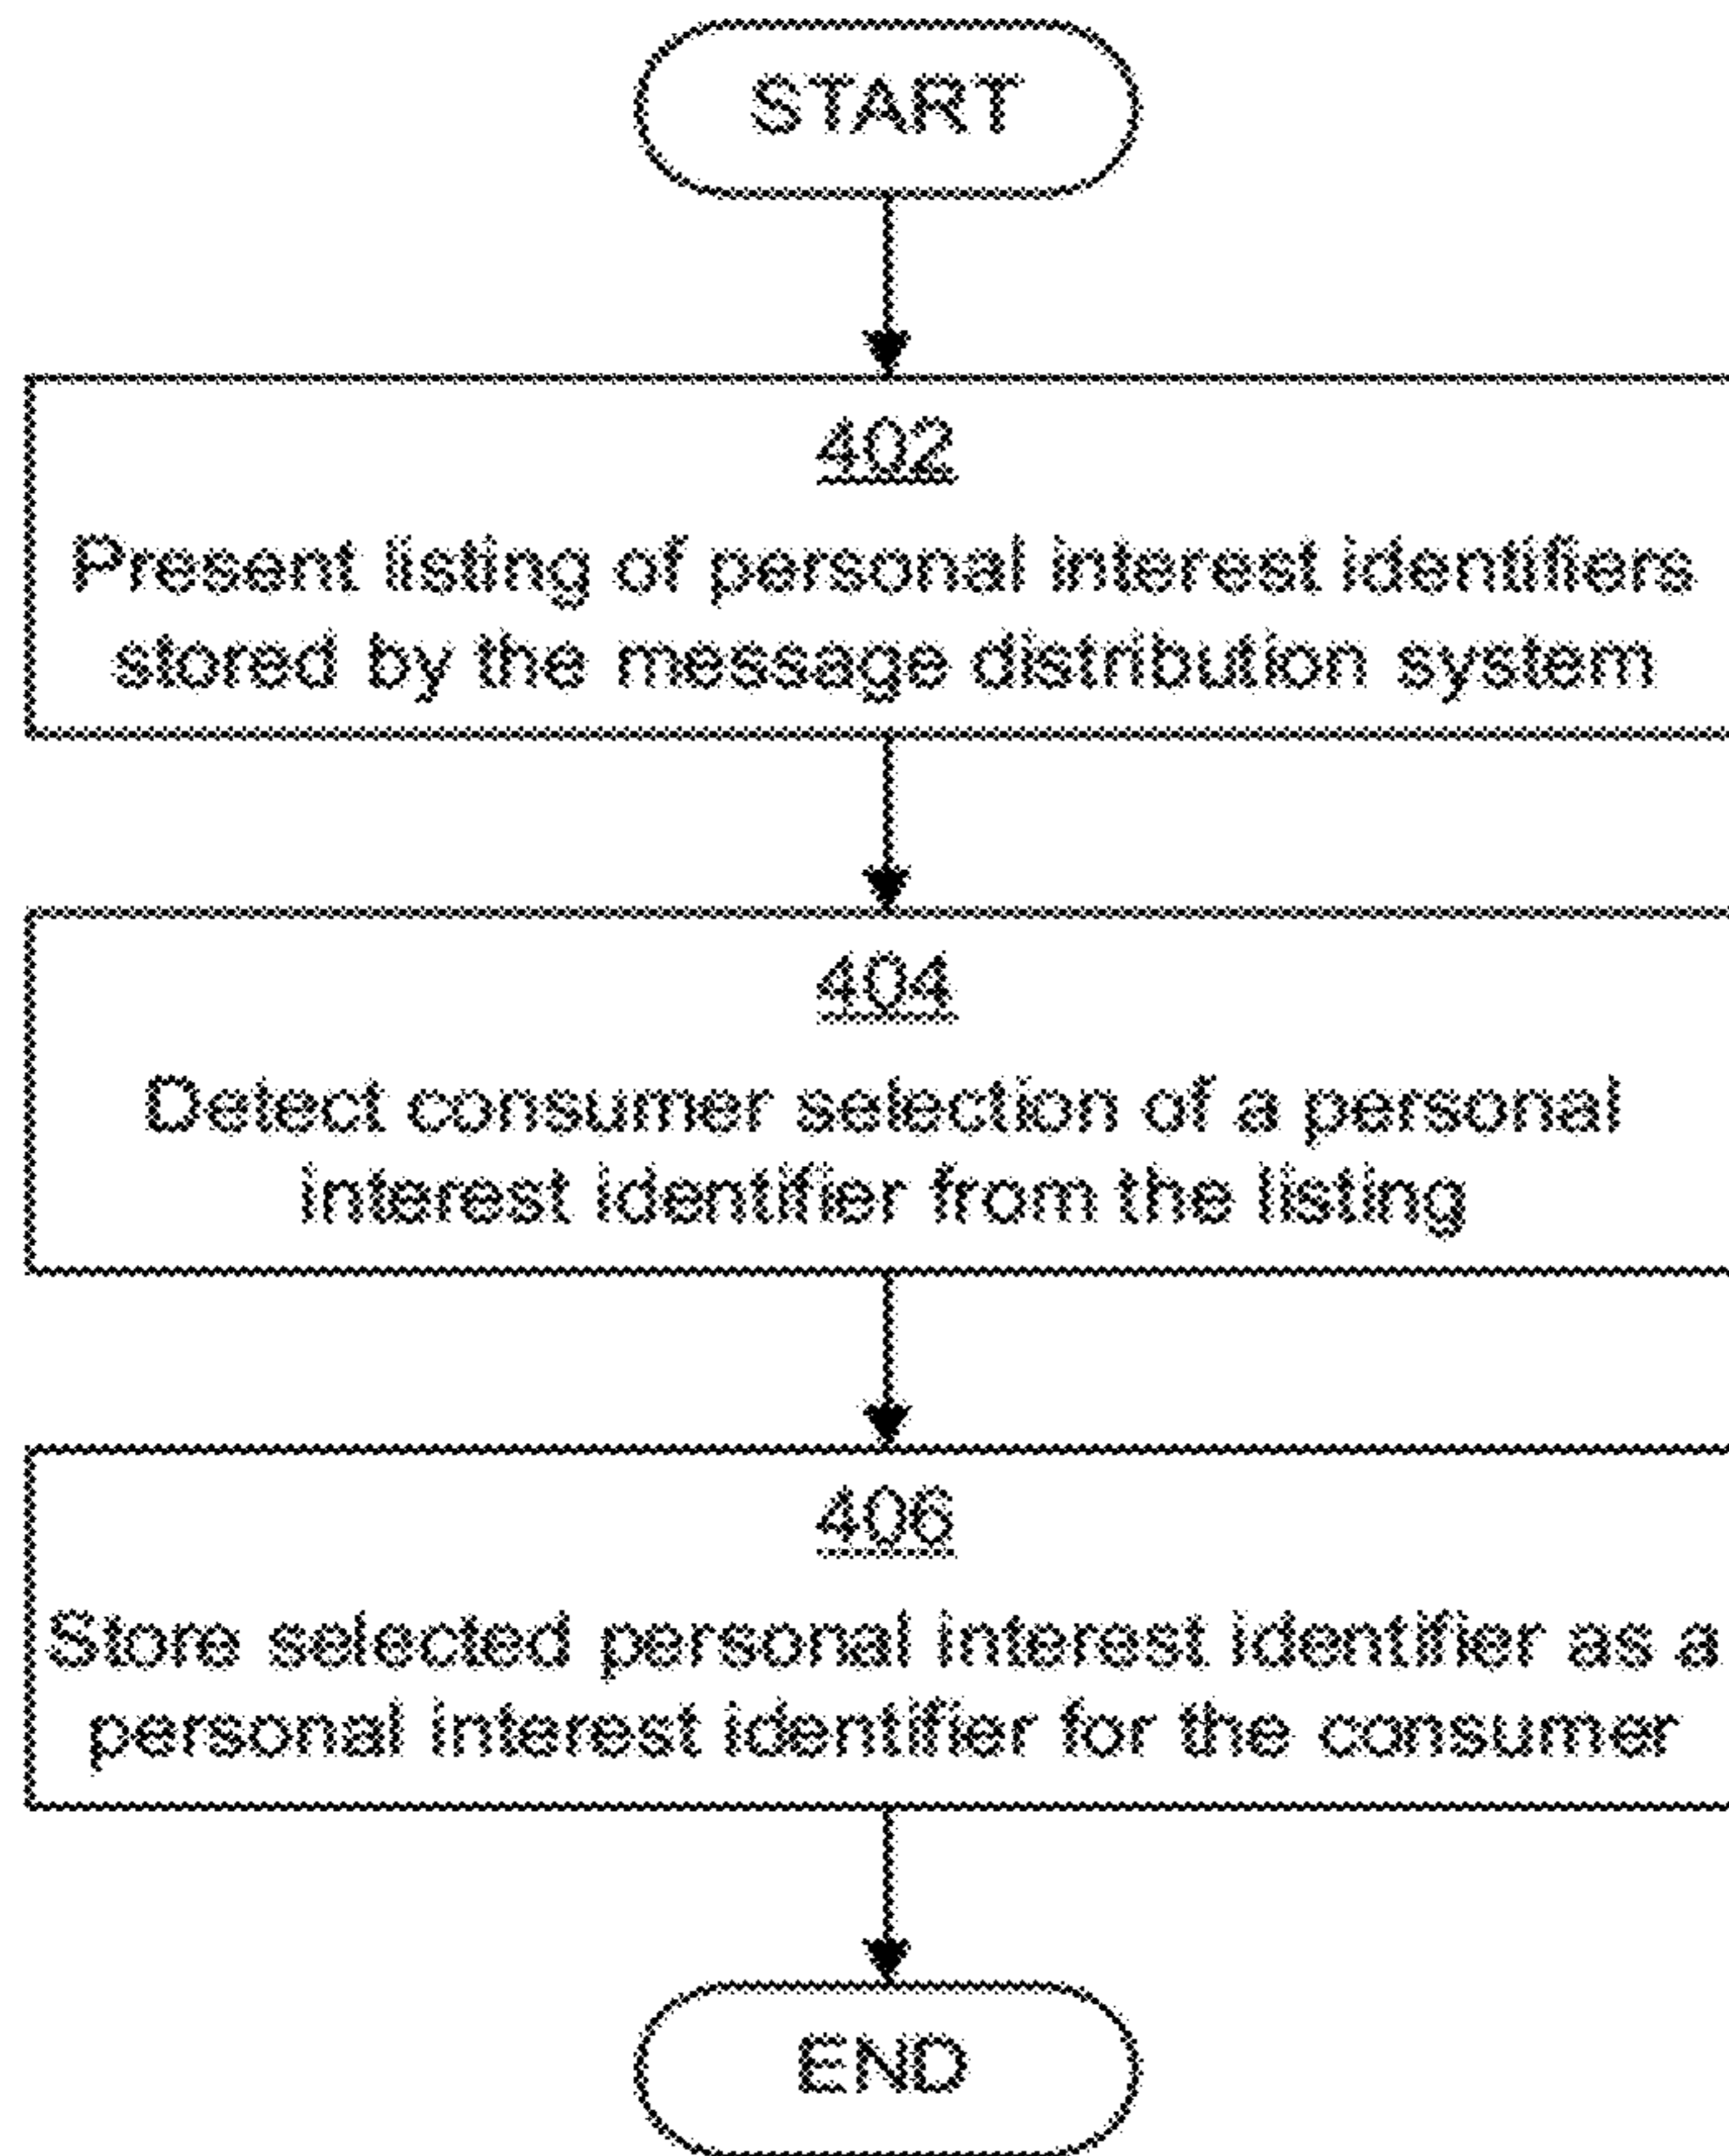 START
402
Present listing of personal interest identifiers
stored by the message distribution system
404
Detect consumer selection of a personal
interest identifier from the listing
406
Store selected personal interest identifier as a
personal interest identifier for the consumer
END